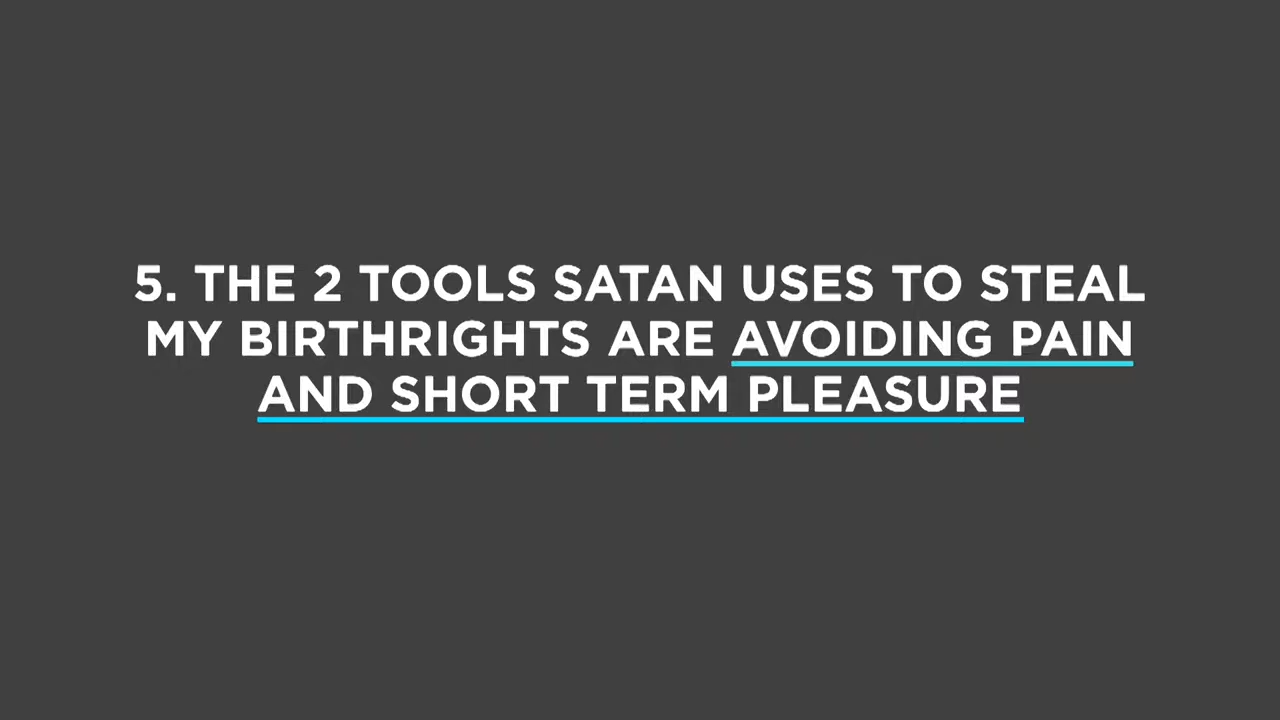 5. THE 2 TOOLS SATAN USES TO STEAL
MY BIRTHRIGHTS ARE AVOIDING PAIN
AND SHORT TERM PLEASURE